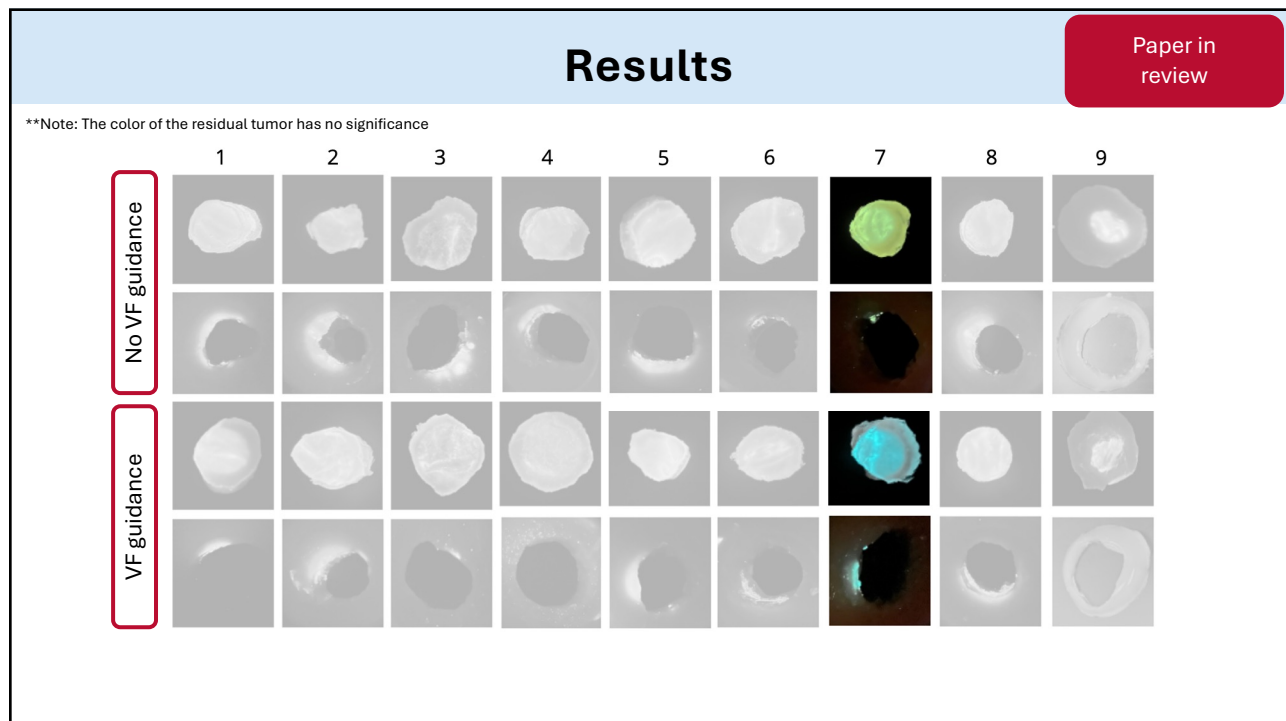 Results
Paper in
review
**Note: The color of the residual tumor has no significance
1 2 3 4 5 6 7 8 9
No VF guidance
VF guidance